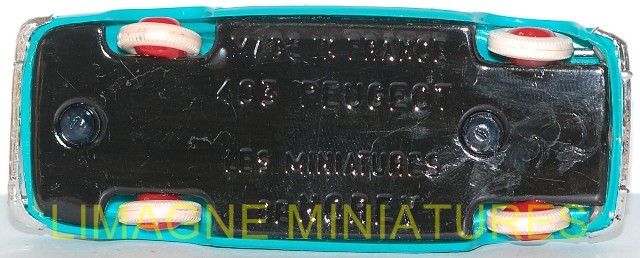 MADE IN FRANCE
403 PEUGEOT
LES MINIATURES
LIMAGNE MINIATURES